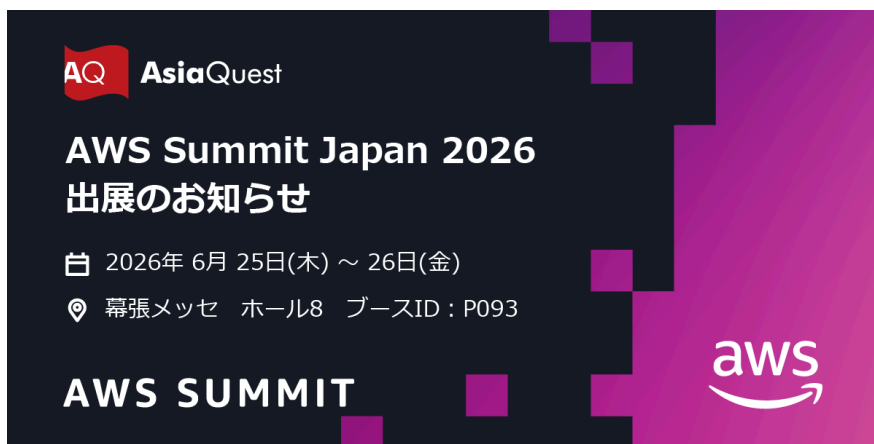 AQ AsiaQuest
AWS Summit Japan 2026
出展のお知らせ
2026年 6月 25日(木) ～ 26日(金)
幕張メッセ　ホール8　ブースID：P093
AWS SUMMIT
aws